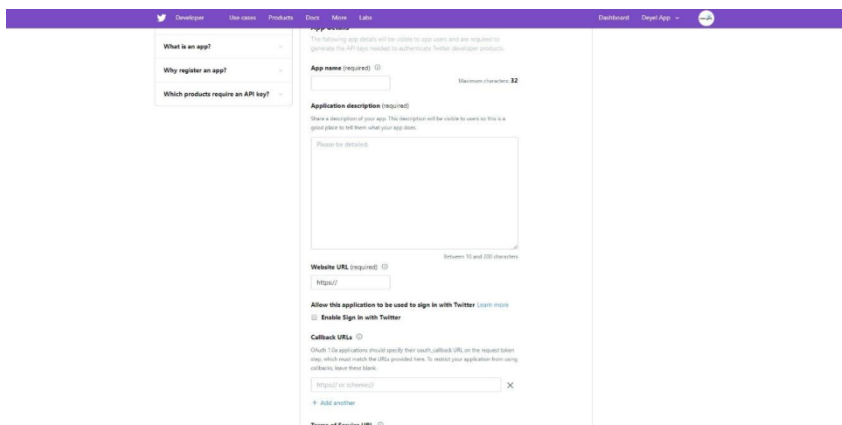 Developer Use cases Products Docs More Labs Dashboard Deyel App
App details
What is an app?
The following app details will be visible to app users and are required to
generate the API keys needed to authenticate Twitter developer products.
Why register an app?
App name (required)
Maximum characters 32
Which products require an API key?
Application description (required)
Share a description of your app. This description will be visible to users so this is a
good place to tell them what your app does.
Please be detailed.
Between 10 and 200 characters
Website URL (required)
https://
Allow this application to be used to sign in with Twitter Learn more
Enable Sign in with Twitter
Callback URLs
OAuth 1.0a applications should specify their oauth_callback URL on the request token
step, which must match the URLs provided here. To restrict your application from using
callbacks, leave these blank.
https:// or scheme://
+ Add another
Terms of Service URL